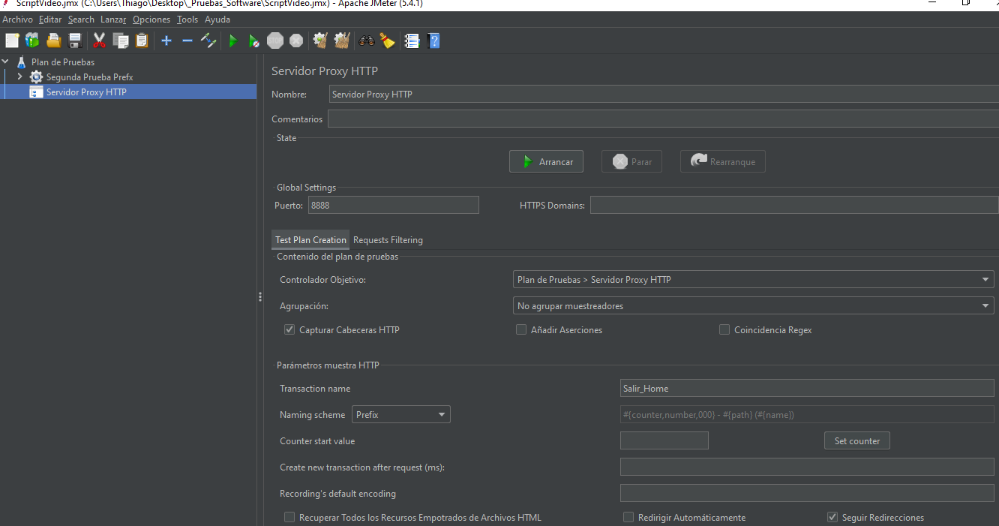 ScriptVideo.jmx (C:\Users\Thiago\Desktop\_Pruebas_Software\ScriptVideo.jmx) - Apache JMeter (5.4.1)
Archivo Editar Search Lanzar Opciones Tools Ayuda
STOP
Plan de Pruebas
Segunda Prueba Prefx
Servidor Proxy HTTP
Servidor Proxy HTTP
Nombre: Servidor Proxy HTTP
Comentarios
State
Arrancar Parar Rearranque
Global Settings
Puerto: 8888 HTTPS Domains:
Test Plan Creation Requests Filtering
Contenido del plan de pruebas
Controlador Objetivo: Plan de Pruebas > Servidor Proxy HTTP
Agrupación: No agrupar muestreadores
Capturar Cabeceras HTTP Añadir Aserciones Coincidencia Regex
Parámetros muestra HTTP
Transaction name Salir_Home
Naming scheme Prefix #{counter,number,000} - #{path} (#{name})
Counter start value Set counter
Create new transaction after request (ms):
Recording's default encoding
Recuperar Todos los Recursos Empotrados de Archivos HTML Redirigir Automáticamente Seguir Redirecciones